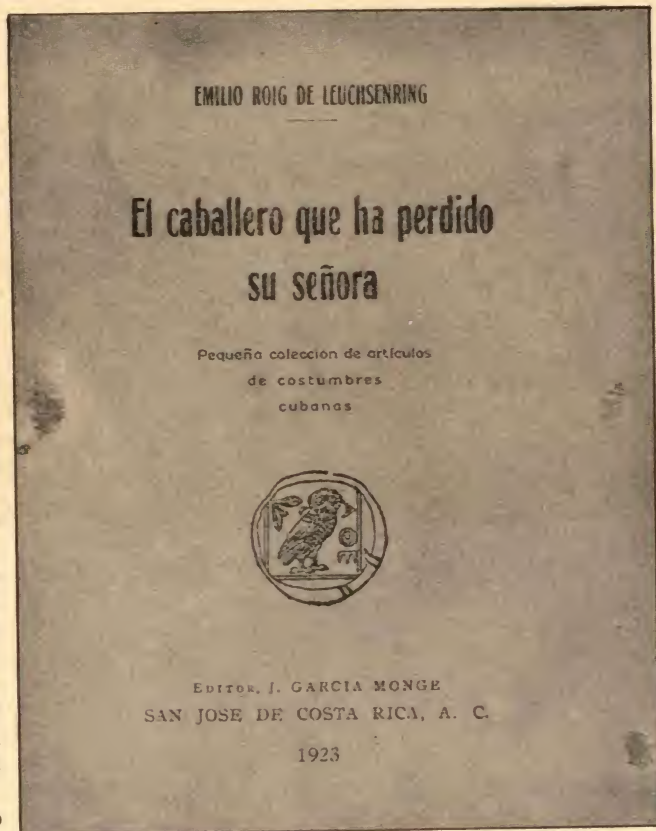 EMILIO ROIG DE LEUCHSENRING
El caballero que ha perdido
su señora
Pequeña colección de artículos
de costumbres
cubanas
EDITOR, J. GARCIA MONGE
SAN JOSE DE COSTA RICA, A. C.
1923